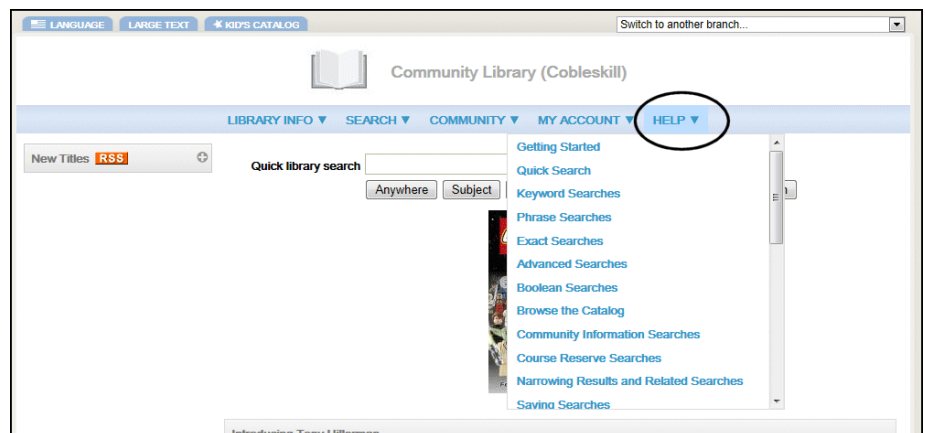 LANGUAGE LARGE TEXT KID'S CATALOG Switch to another branch...
Community Library (Cobleskill)
LIBRARY INFO ▼ SEARCH ▼ COMMUNITY ▼ MY ACCOUNT ▼ HELP ▼
New Titles RSS
Quick library search
Anywhere Subject
Getting Started
Quick Search
Keyword Searches
Phrase Searches
Exact Searches
Advanced Searches
Boolean Searches
Browse the Catalog
Community Information Searches
Course Reserve Searches
Narrowing Results and Related Searches
Saving Searches
Introducing Tony Hillerman